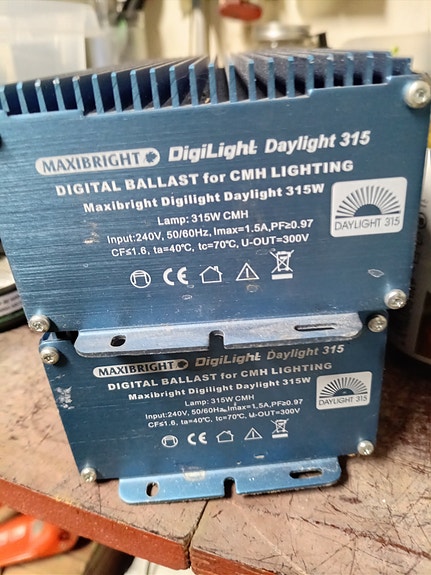 MAXIBRIGHT DigiLight Daylight 315
DIGITAL BALLAST for CMH LIGHTING
Maxibright Digilight Daylight 315W
Lamp: 315W CMH
Input:240V, 50/60Hz, Imax=1.5A,PF≥0.97
CF≤1.6, ta=40°C, tc=70°C, U-OUT=300V
CE
DAYLIGHT 315
MAXIBRIGHT DigiLight Daylight 315
DIGITAL BALLAST for CMH LIGHTING
Maxibright Digilight Daylight 315W
Lamp: 315W CMH
Input:240V, 50/60Hz, Imax=1.5A,PF≥0.97
CF≤1.6, ta=40°C, tc=70°C, U-OUT=300V
CE
DAYLIGHT 315